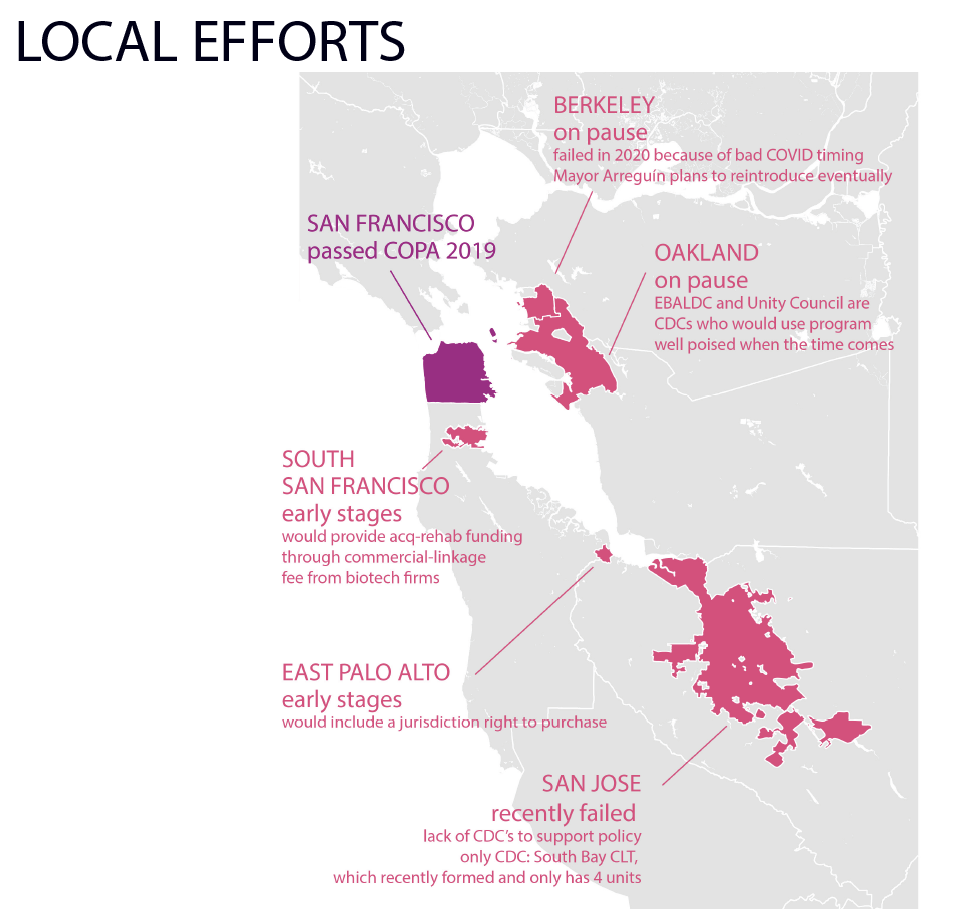 LOCAL EFFORTS
BERKELEY
on pause
failed in 2020 because of bad COVID timing
Mayor Arreguín plans to reintroduce eventually
SAN FRANCISCO
passed COPA 2019
OAKLAND
on pause
EBALDC and Unity Council are
CDCs who would use program
well poised when the time comes
SOUTH
SAN FRANCISCO
early stages
would provide acq-rehab funding
through commercial-linkage
fee from biotech firms
EAST PALO ALTO
early stages
would include a jurisdiction right to purchase
SAN JOSE
recently failed
lack of CDC's to support policy
only CDC: South Bay CLT,
which recently formed and only has 4 units